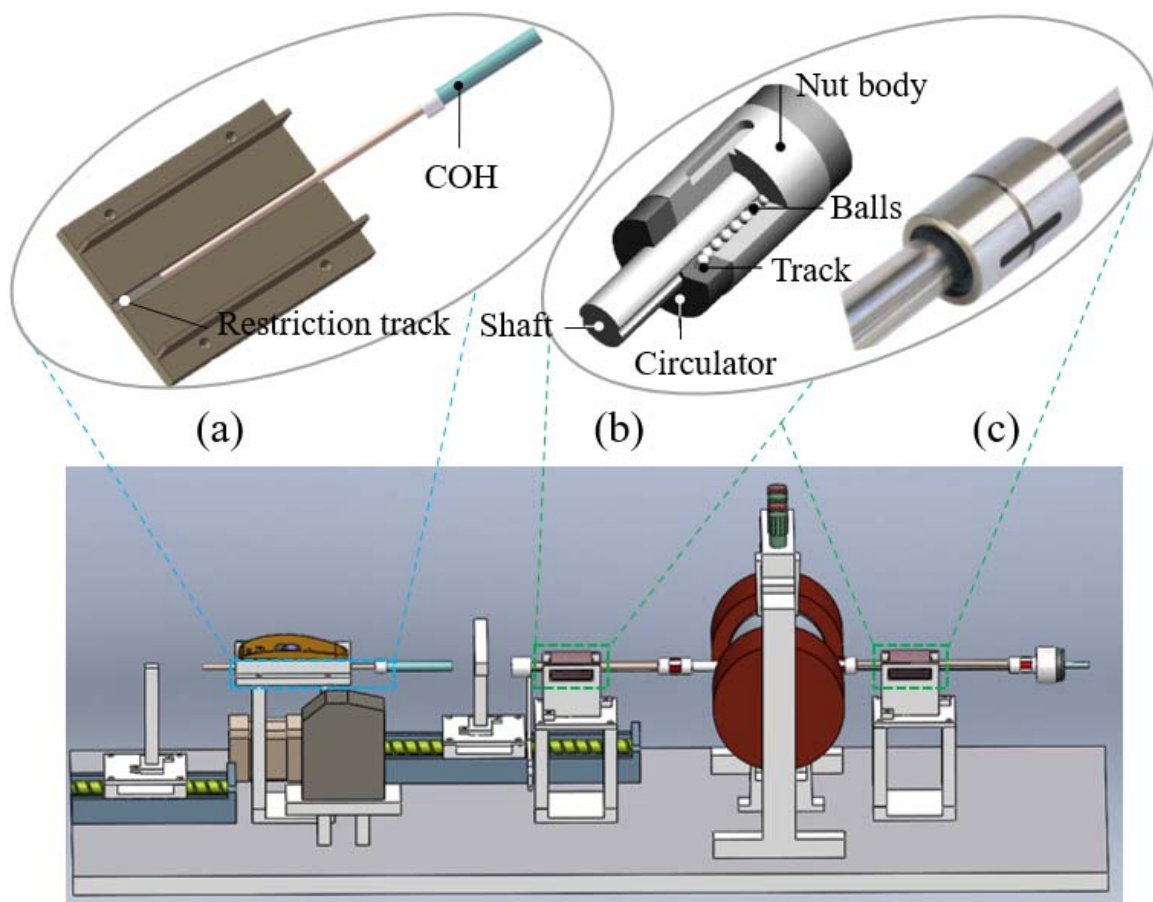 Nut body
COH
Balls
Track
Restriction track
Shaft
Circulator
(a)
(b)
(c)